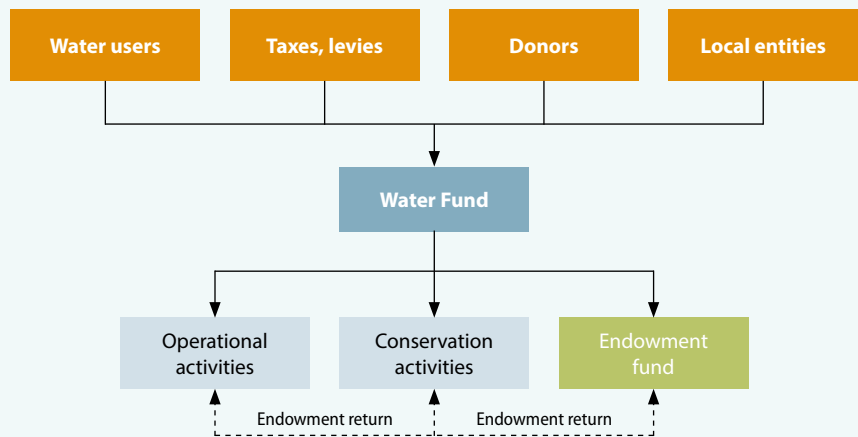 Water users
Taxes, levies
Donors
Local entities
Water Fund
Operational
activities
Conservation
activities
Endowment
fund
Endowment return
Endowment return